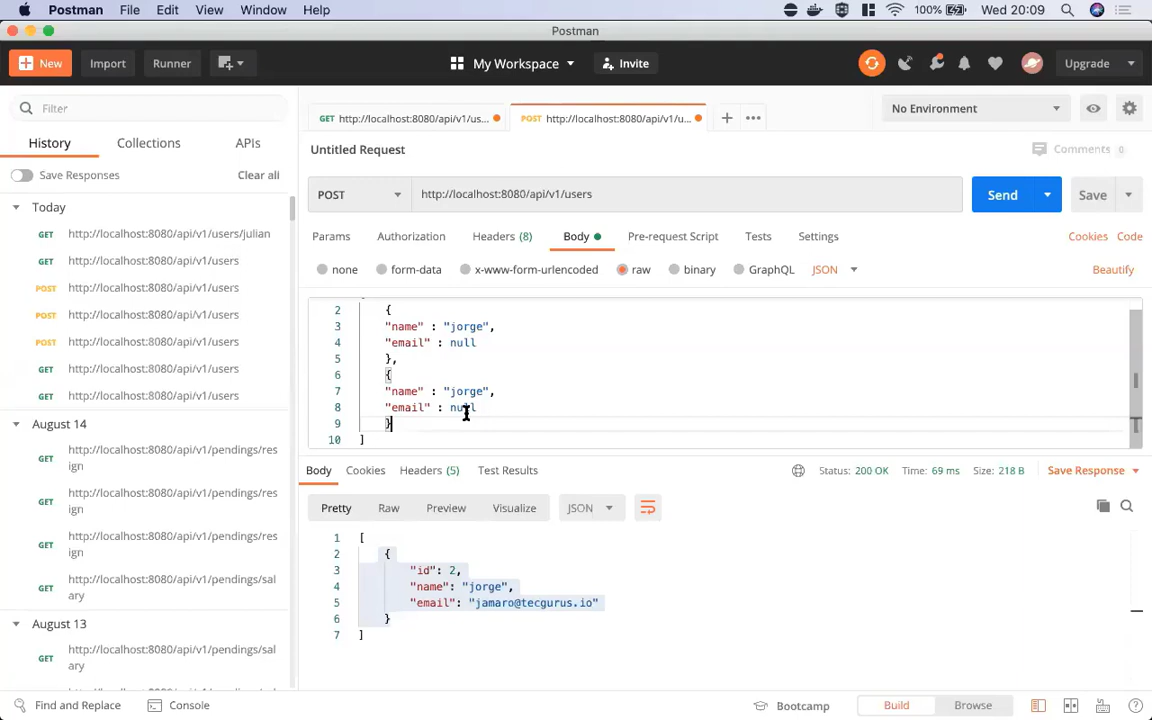 Postman File Edit View Window Help 100% Wed 20:09
Postman
New Import Runner My Workspace Invite Upgrade
Filter
History Collections APIs
Save Responses Clear all
Today
GET http://localhost:8080/api/v1/users/julian
GET http://localhost:8080/api/v1/users
POST http://localhost:8080/api/v1/users
POST http://localhost:8080/api/v1/users
POST http://localhost:8080/api/v1/users
GET http://localhost:8080/api/v1/users
GET http://localhost:8080/api/v1/users
August 14
GET http://localhost:8080/api/v1/pendings/res
ign
GET http://localhost:8080/api/v1/pendings/res
ign
GET http://localhost:8080/api/v1/pendings/res
ign
GET http://localhost:8080/api/v1/pendings/sal
ary
August 13
GET http://localhost:8080/api/v1/pendings/sal
ary
Find and Replace Console
GET http://localhost:8080/api/v1/us... POST http://localhost:8080/api/v1/u... No Environment
Untitled Request Comments 0
POST http://localhost:8080/api/v1/users Send Save
Params Authorization Headers (8) Body Pre-request Script Tests Settings Cookies Code
none form-data x-www-form-urlencoded raw binary GraphQL JSON Beautify
2 {
3 "name" : "jorge",
4 "email" : null
5 },
6 {
7 "name" : "jorge",
8 "email" : null
9 }
10 ]
Body Cookies Headers (5) Test Results Status: 200 OK Time: 69 ms Size: 218 B Save Response
Pretty Raw Preview Visualize JSON
1 [
2 {
3 "id": 2,
4 "name": "jorge",
5 "email": "jamaro@tecgurus.io"
6 }
7 ]
Bootcamp Build Browse